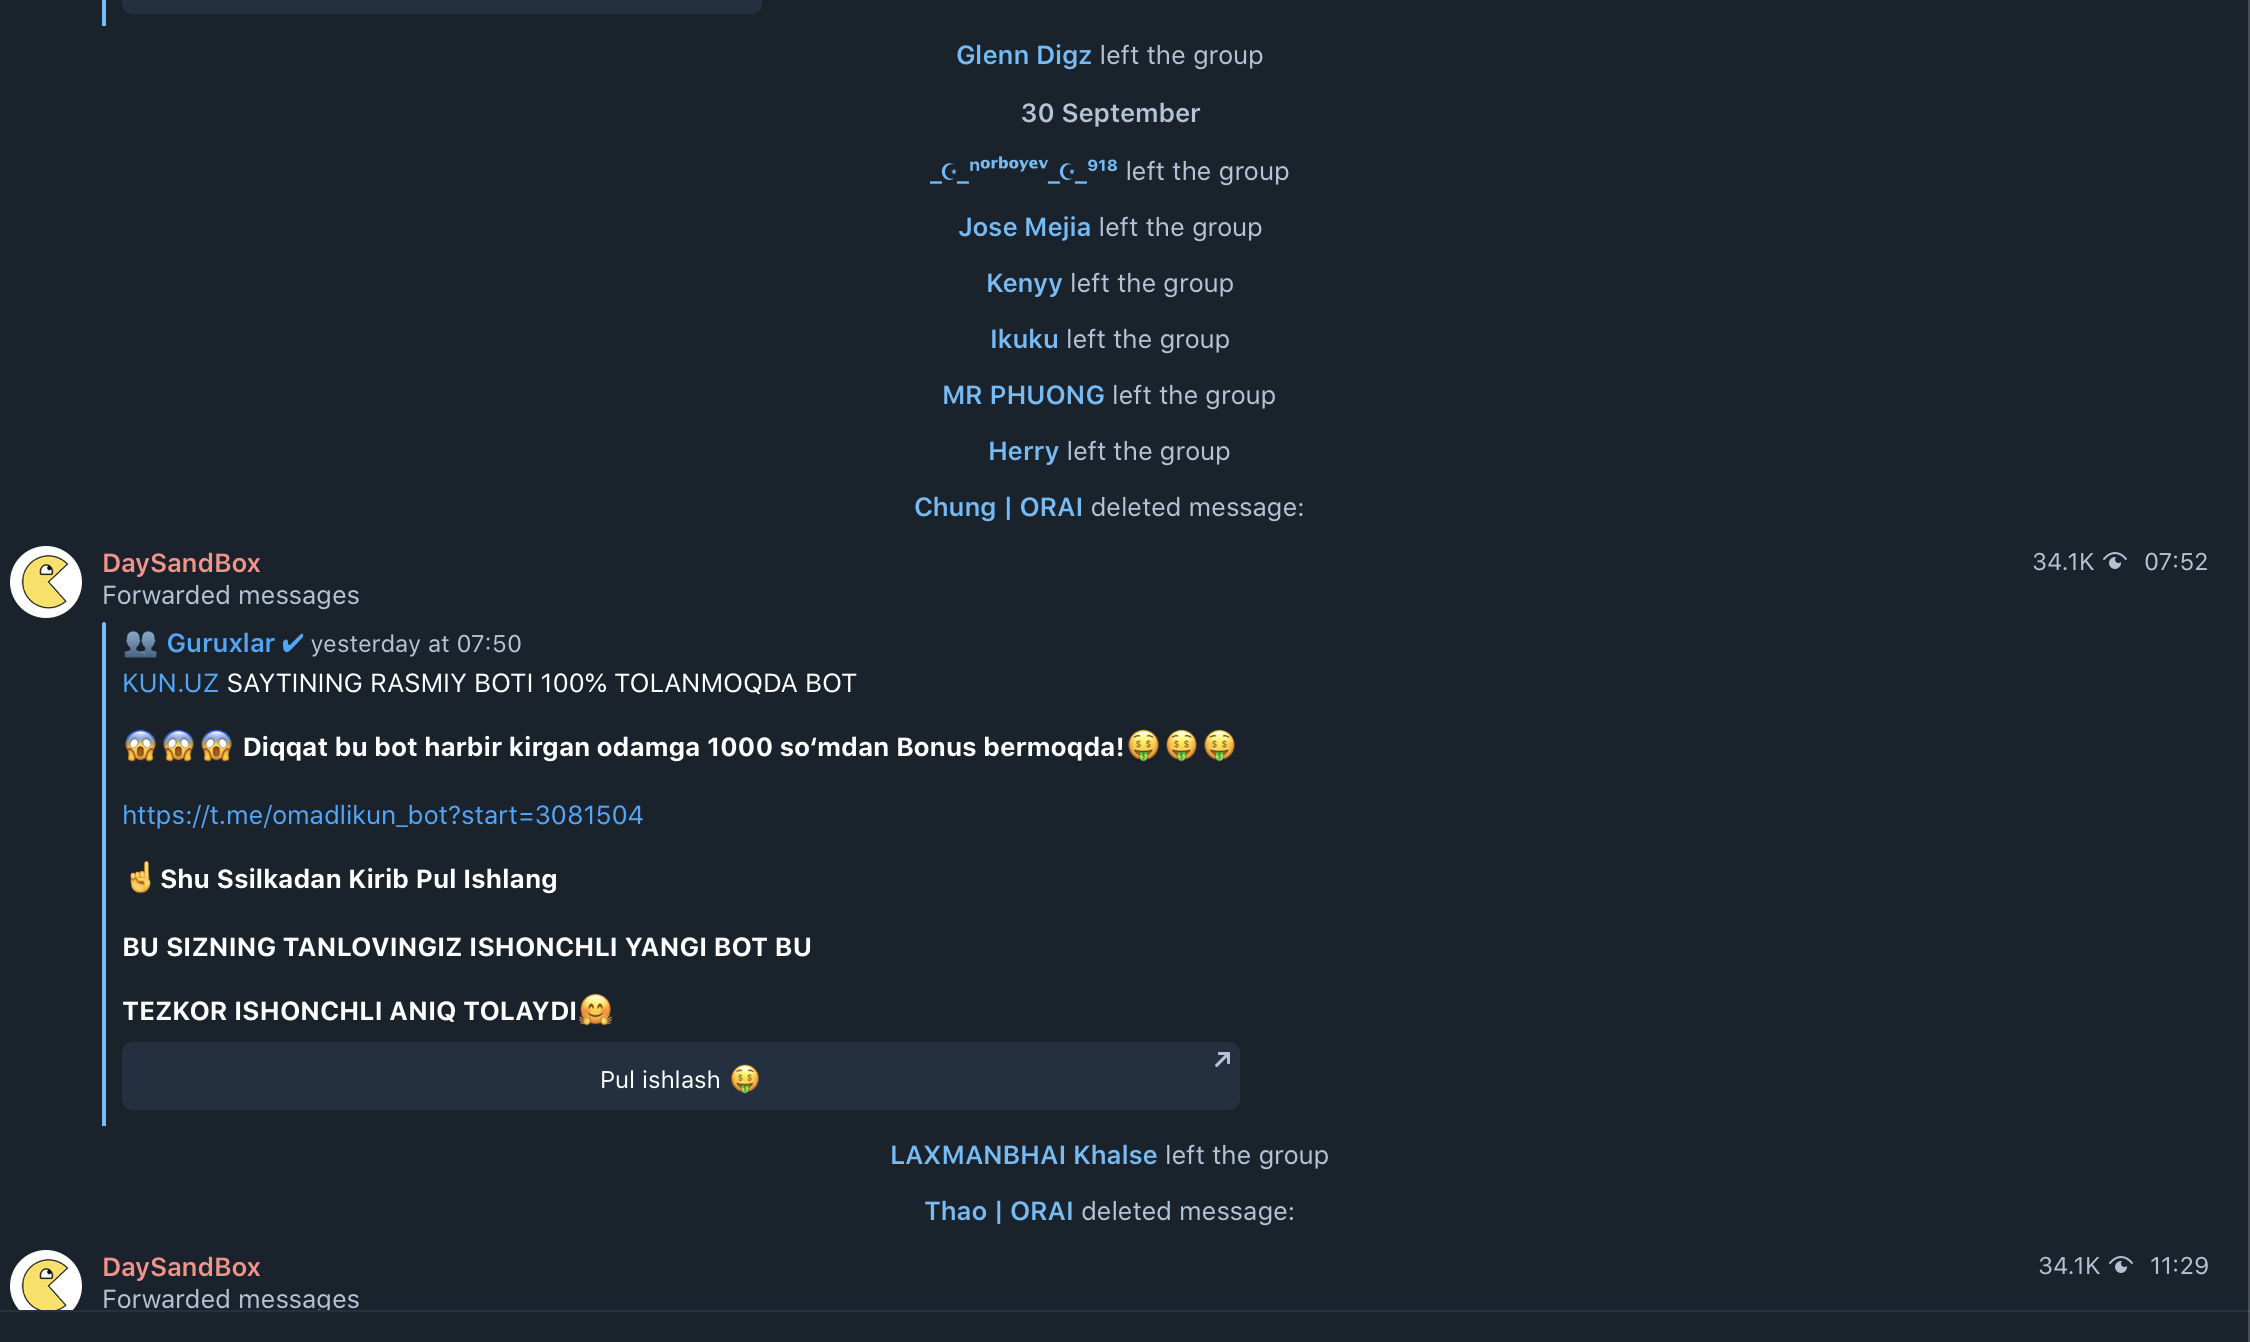 Glenn Digz left the group
30 September
_☪_ⁿᵒʳᵇᵒʸᵉᵛ_☪_⁹¹⁸ left the group
Jose Mejia left the group
Kenyy left the group
Ikuku left the group
MR PHUONG left the group
Herry left the group
Chung | ORAI deleted message:
DaySandBox 34.1K 07:52
Forwarded messages
👥 Guruxlar ✔ yesterday at 07:50
KUN.UZ SAYTINING RASMIY BOTI 100% TOLANMOQDA BOT
😱😱😱 Diqqat bu bot harbir kirgan odamga 1000 so‘mdan Bonus bermoqda!🤑🤑🤑
https://t.me/omadlikun_bot?start=3081504
☝Shu Ssilkadan Kirib Pul Ishlang
BU SIZNING TANLOVINGIZ ISHONCHLI YANGI BOT BU
TEZKOR ISHONCHLI ANIQ TOLAYDI🤗
Pul ishlash 🤑
LAXMANBHAI Khalse left the group
Thao | ORAI deleted message:
DaySandBox 34.1K 11:29
Forwarded messages